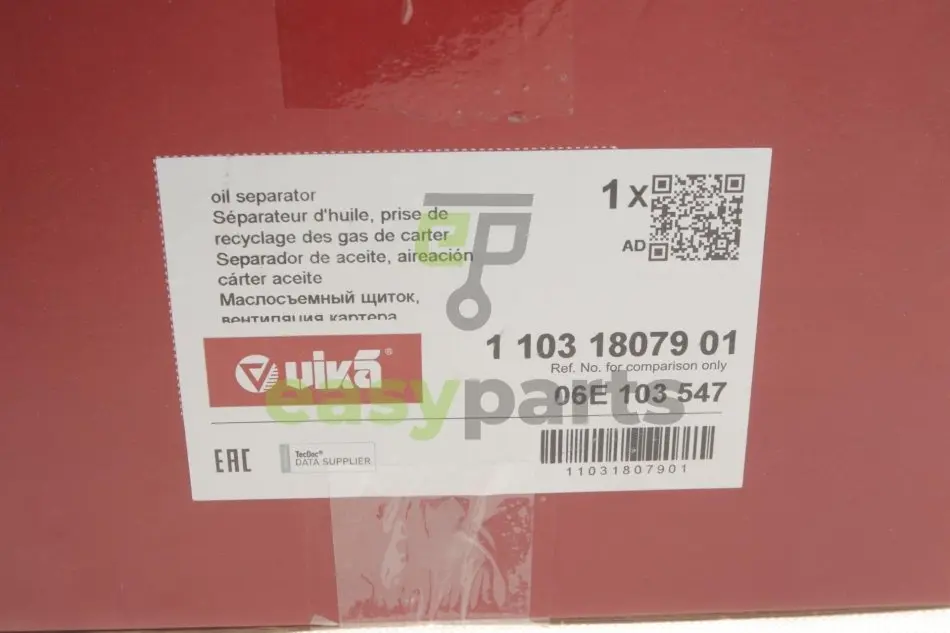 oil separator
Séparateur d'huile, prise de
recyclage des gas de carter
Separador de aceite, aireación
cárter aceite
Маслосъемный щиток,
вентиляция картера
1 x
AD
ep
vika®
1 103 18079 01
Ref. No. for comparison only
06E 103 547
easyparts
EAC
TecDoc®
DATA SUPPLIER
11031807901